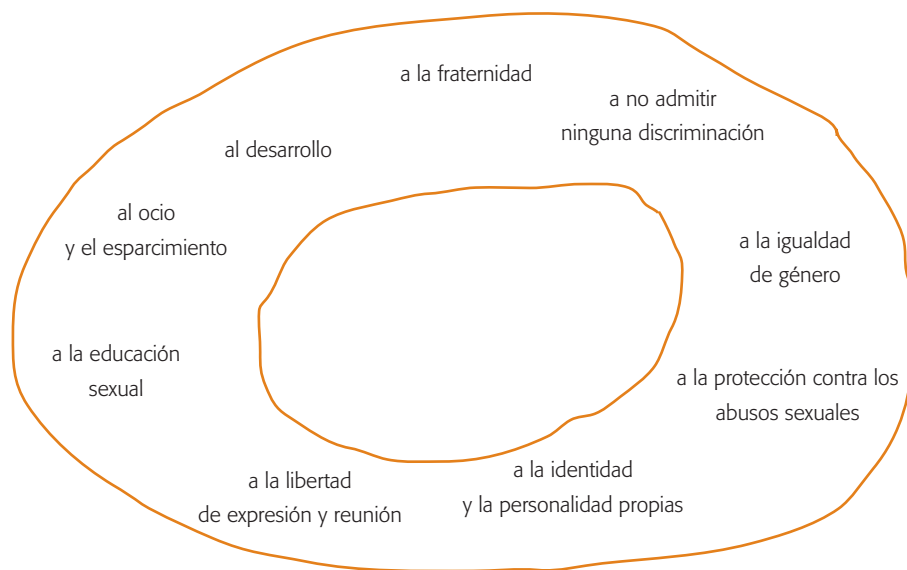 a la fraternidad
a no admitir
ninguna discriminación
al desarrollo
al ocio
y el esparcimiento
a la igualdad
de género
a la educación
sexual
a la protección contra los
abusos sexuales
a la libertad
de expresión y reunión
a la identidad
y la personalidad propias